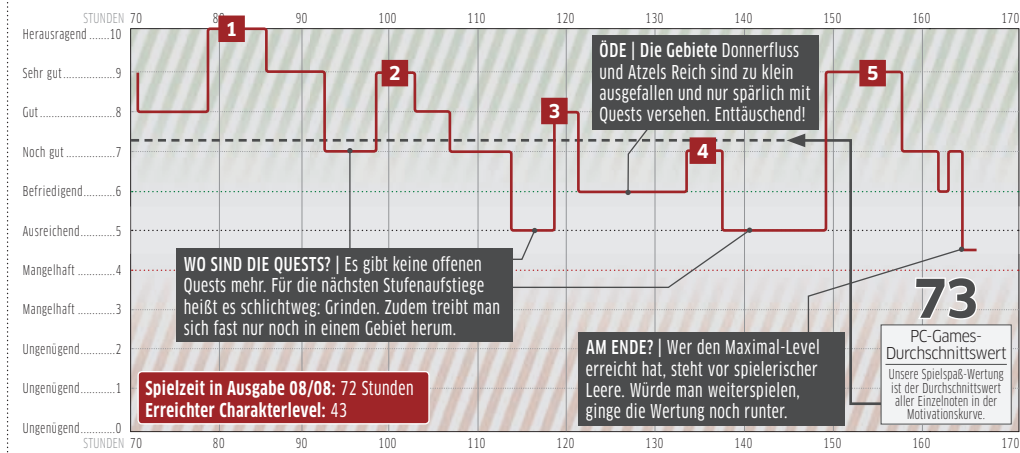 STUNDEN 70 80 90 100 110 120 130 140 150 160 170
Herausragend ......10
Sehr gut ...............9
Gut ........................8
Noch gut ..............7
Befriedigend .........6
Ausreichend ..........5
Mangelhaft ...........4
Mangelhaft ...........3
Ungenügend ..........2
Ungenügend ..........1
Ungenügend ..........0
1
2
3
4
5
ÖDE | Die Gebiete Donnerfluss
und Atzels Reich sind zu klein
ausgefallen und nur spärlich mit
Quests versehen. Enttäuschend!
WO SIND DIE QUESTS? | Es gibt keine offenen
Quests mehr. Für die nächsten Stufenaufstiege
heißt es schlichtweg: Grinden. Zudem treibt man
sich fast nur noch in einem Gebiet herum.
AM ENDE? | Wer den Maximal-Level
erreicht hat, steht vor spielerischer
Leere. Würde man weiterspielen,
ginge die Wertung noch runter.
73
PC-Games-
Durchschnittswert
Unsere Spielspaß-Wertung
ist der Durchschnittswert
aller Einzelnoten in der
Motivationskurve.
Spielzeit in Ausgabe 08/08: 72 Stunden
Erreichter Charakterlevel: 43
STUNDEN 70 80 90 100 110 120 130 140 150 160 170